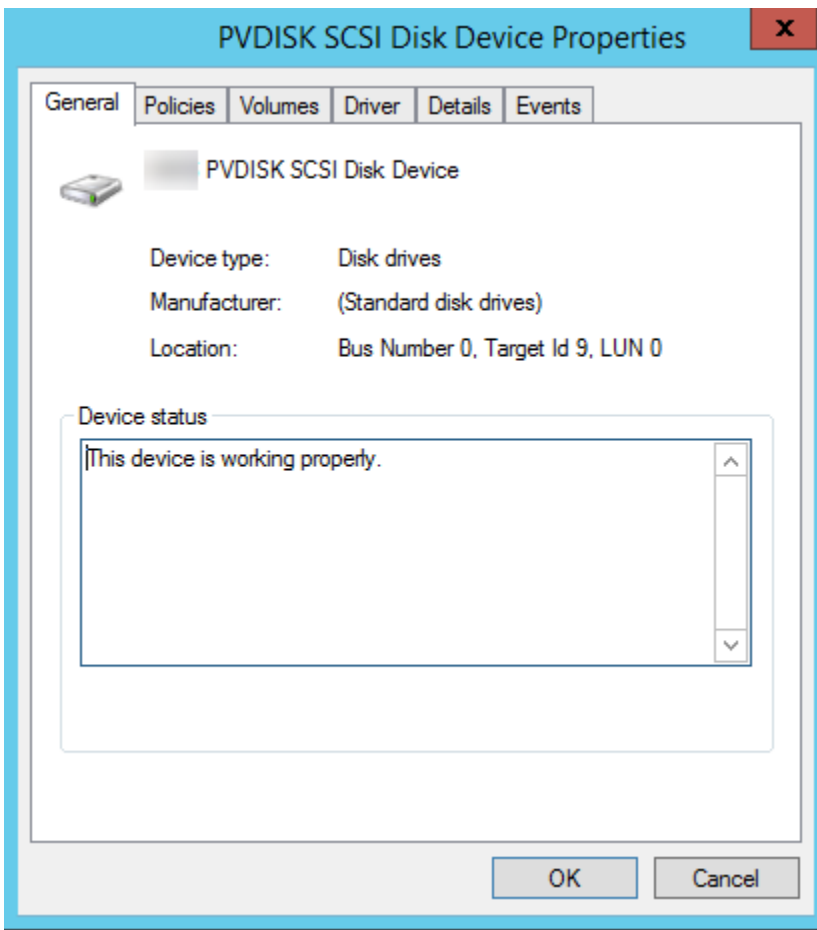 PVDISK SCSI Disk Device Properties
x
General Policies Volumes Driver Details Events
PVDISK SCSI Disk Device
Device type: Disk drives
Manufacturer: (Standard disk drives)
Location: Bus Number 0, Target Id 9, LUN 0
Device status
This device is working properly.
OK Cancel